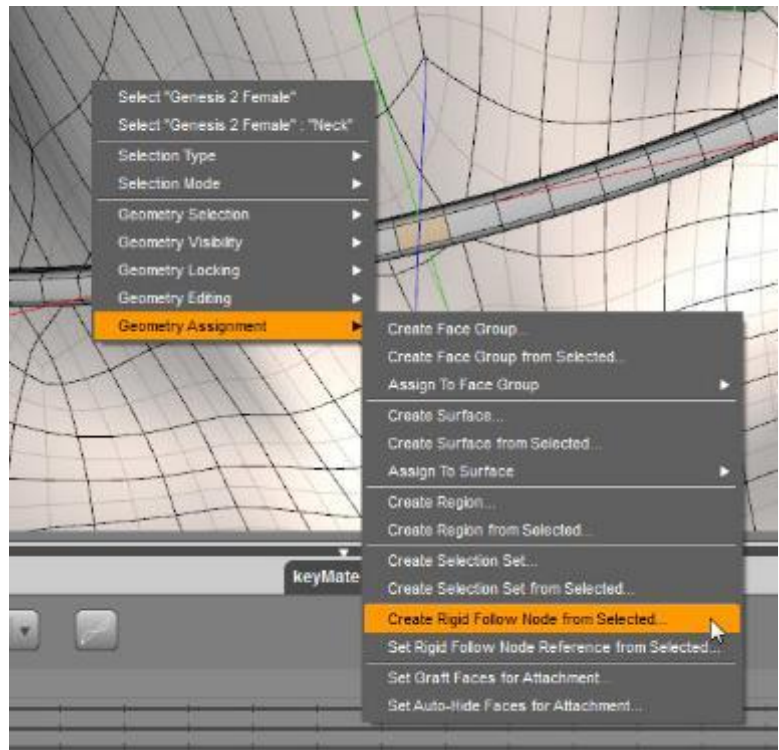 Select "Genesis 2 Female"
Select "Genesis 2 Female" : "Neck"
Selection Type
Selection Mode
Geometry Selection
Geometry Visibility
Geometry Locking
Geometry Editing
Geometry Assignment
Create Face Group...
Create Face Group from Selected...
Assign To Face Group
Create Surface...
Create Surface from Selected...
Assign To Surface
Create Region...
Create Region from Selected...
Create Selection Set...
Create Selection Set from Selected...
Create Rigid Follow Node from Selected...
Set Rigid Follow Node Reference from Selected...
Set Graft Faces for Attachment...
Set Auto-Hide Faces for Attachment...
keyMate